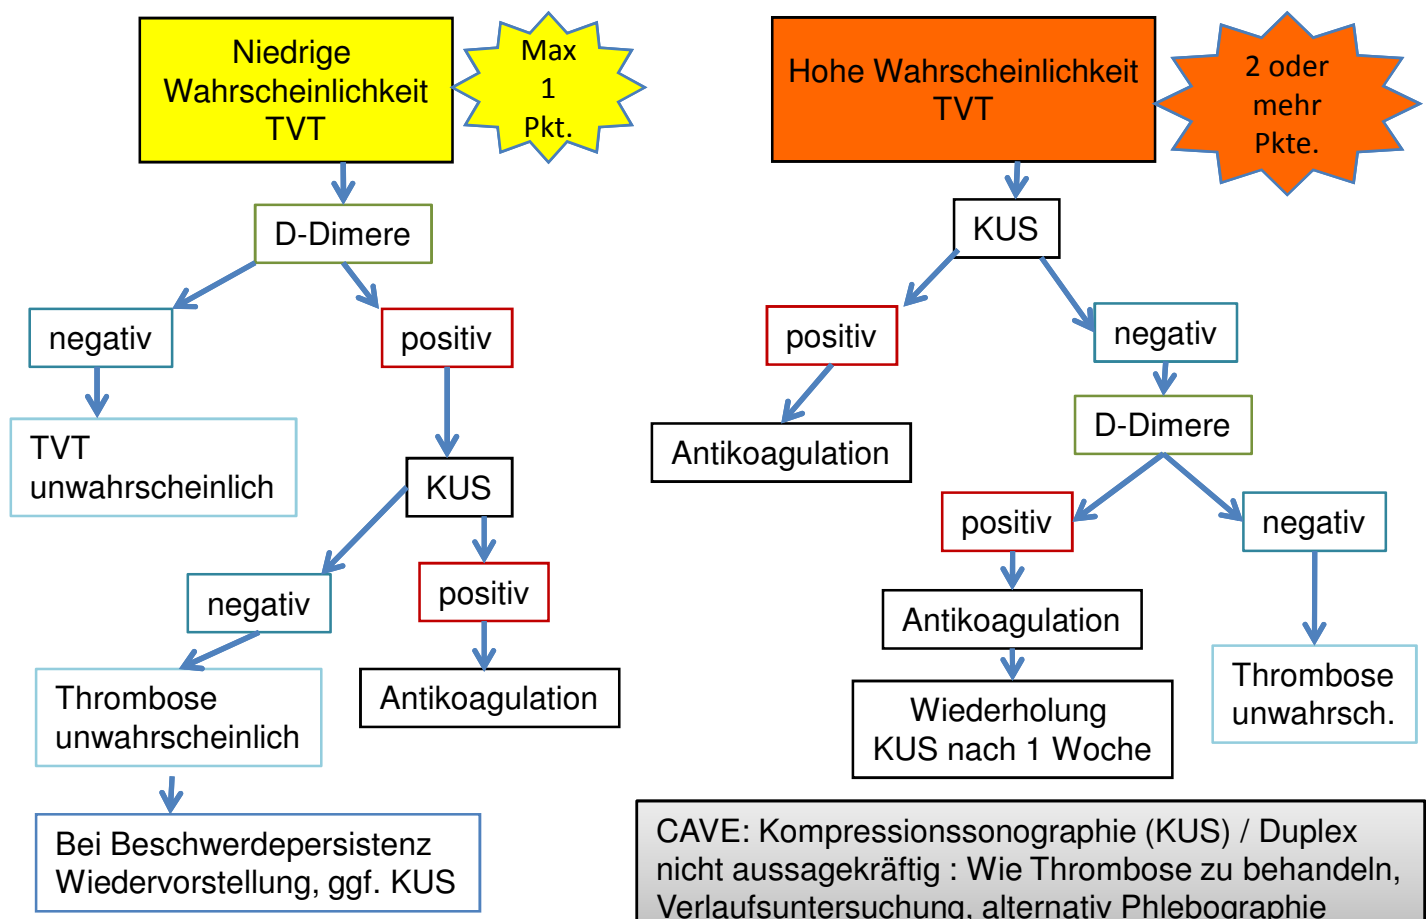 Niedrige
Wahrscheinlichkeit
TVT
Max
1
Pkt.
D-Dimere
negativ
positiv
TVT
unwahrscheinlich
KUS
negativ
positiv
Thrombose
unwahrscheinlich
Antikoagulation
Bei Beschwerdepersistenz
Wiedervorstellung, ggf. KUS
Hohe Wahrscheinlichkeit
TVT
2 oder
mehr
Pkte.
KUS
positiv
negativ
Antikoagulation
D-Dimere
positiv
negativ
Antikoagulation
Wiederholung
KUS nach 1 Woche
Thrombose
unwahrsch.
CAVE: Kompressionssonographie (KUS) / Duplex
nicht aussagekräftig : Wie Thrombose zu behandeln,
Verlaufsuntersuchung, alternativ Phlebographie